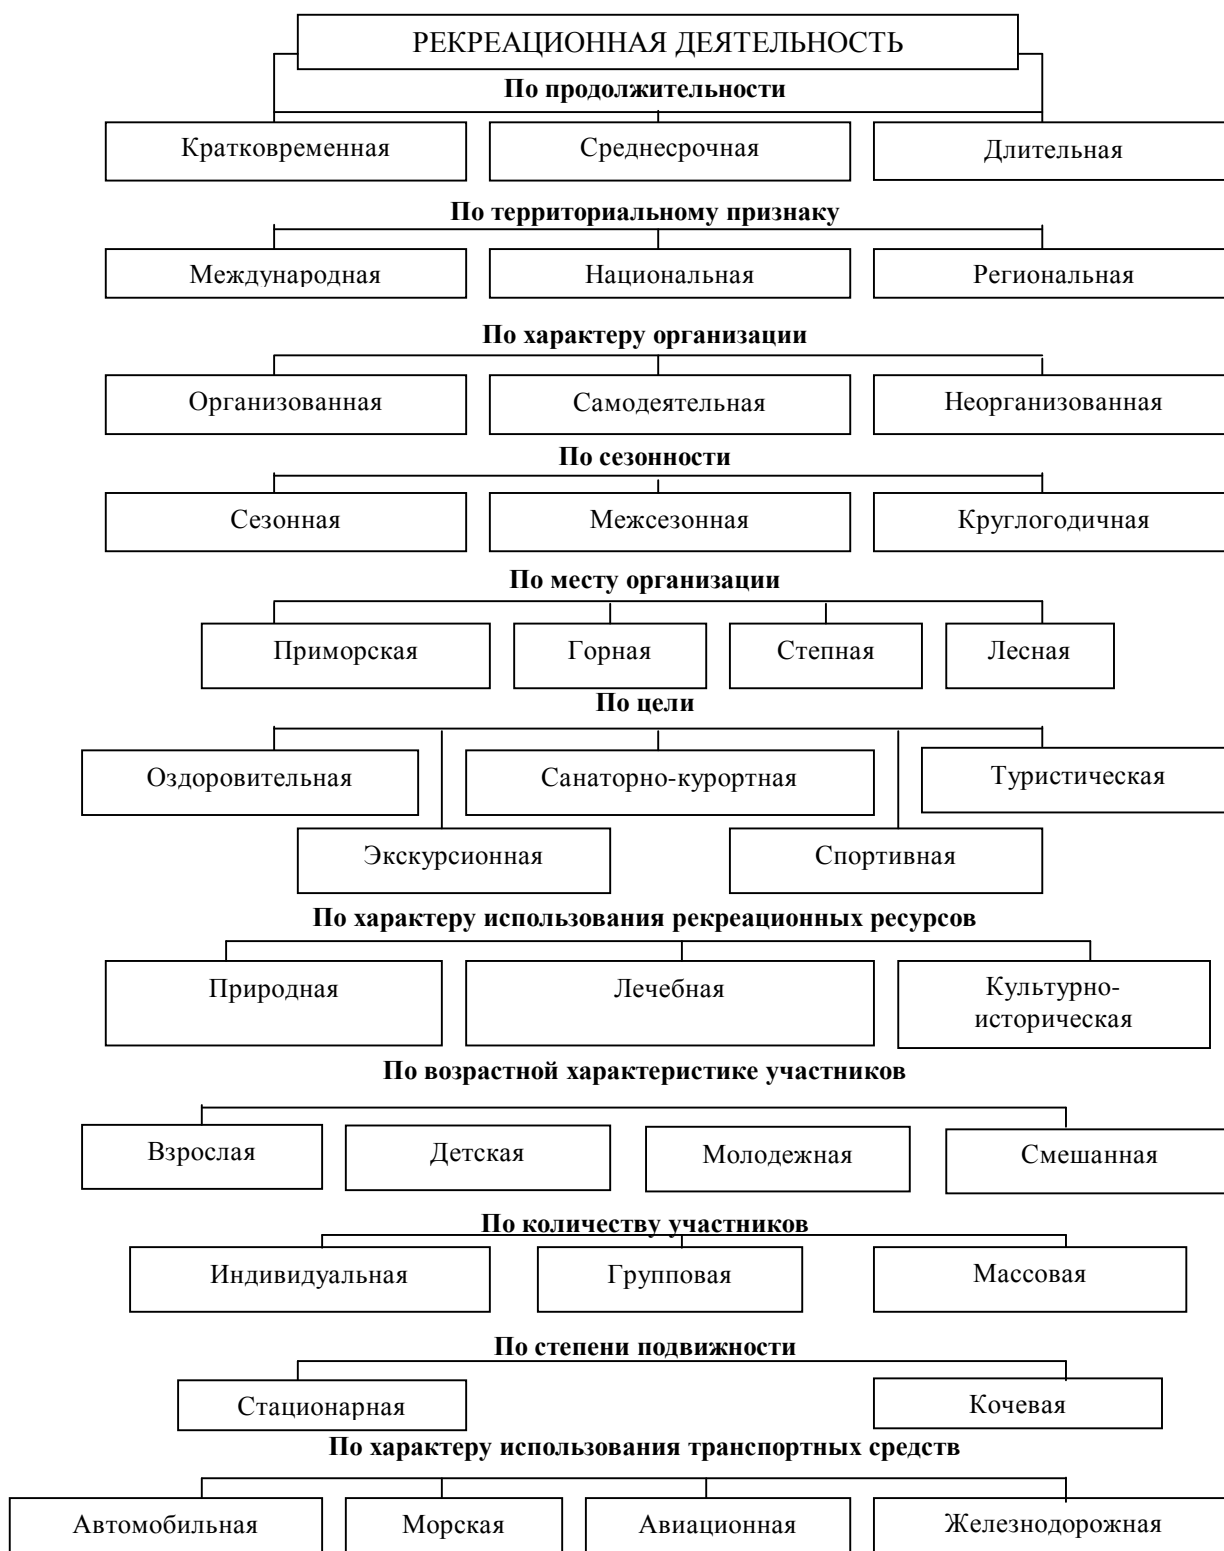 РЕКРЕАЦИОННАЯ ДЕЯТЕЛЬНОСТЬ
По продолжительности
Кратковременная
Среднесрочная
Длительная
По территориальному признаку
Международная
Национальная
Региональная
По характеру организации
Организованная
Самодеятельная
Неорганизованная
По сезонности
Сезонная
Межсезонная
Круглогодичная
По месту организации
Приморская
Горная
Степная
Лесная
По цели
Оздоровительная
Санаторно-курортная
Туристическая
Экскурсионная
Спортивная
По характеру использования рекреационных ресурсов
Природная
Лечебная
Культурно-
историческая
По возрастной характеристике участников
Взрослая
Детская
Молодежная
Смешанная
По количеству участников
Индивидуальная
Групповая
Массовая
По степени подвижности
Стационарная
Кочевая
По характеру использования транспортных средств
Автомобильная
Морская
Авиационная
Железнодорожная